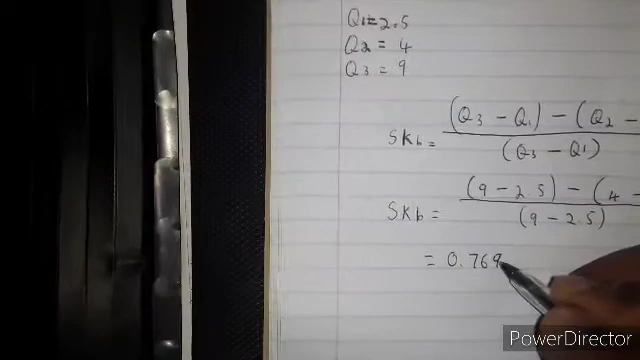 Q1=2.5
Q2 = 4
Q3 = 9
(Q3 - Q1) - (Q2 -
SKb =
(Q3 - Q1)
(9 - 2.5) - (4 -
SKb =
(9 - 2.5)
= 0.769
PowerDirector